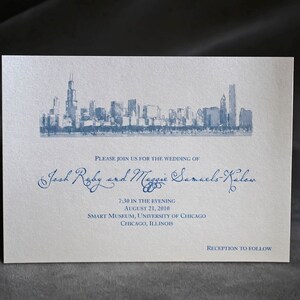 Please join us for the wedding of
Josh Ruby and Maggie Samuels-Kalow
7:30 in the evening
August 21, 2010
Smart Museum, University of Chicago
Chicago, Illinois
Reception to follow